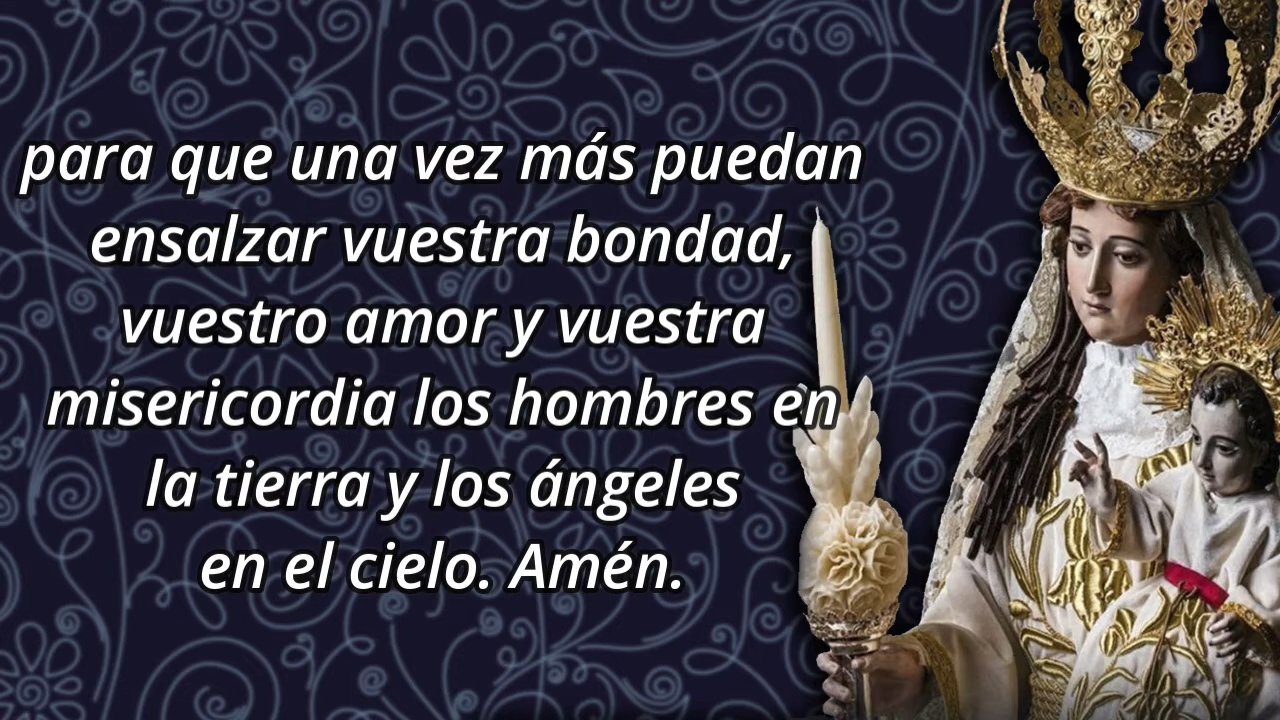 para que una vez más puedan
ensalzar vuestra bondad,
vuestro amor y vuestra
misericordia los hombres en
la tierra y los ángeles
en el cielo. Amén.